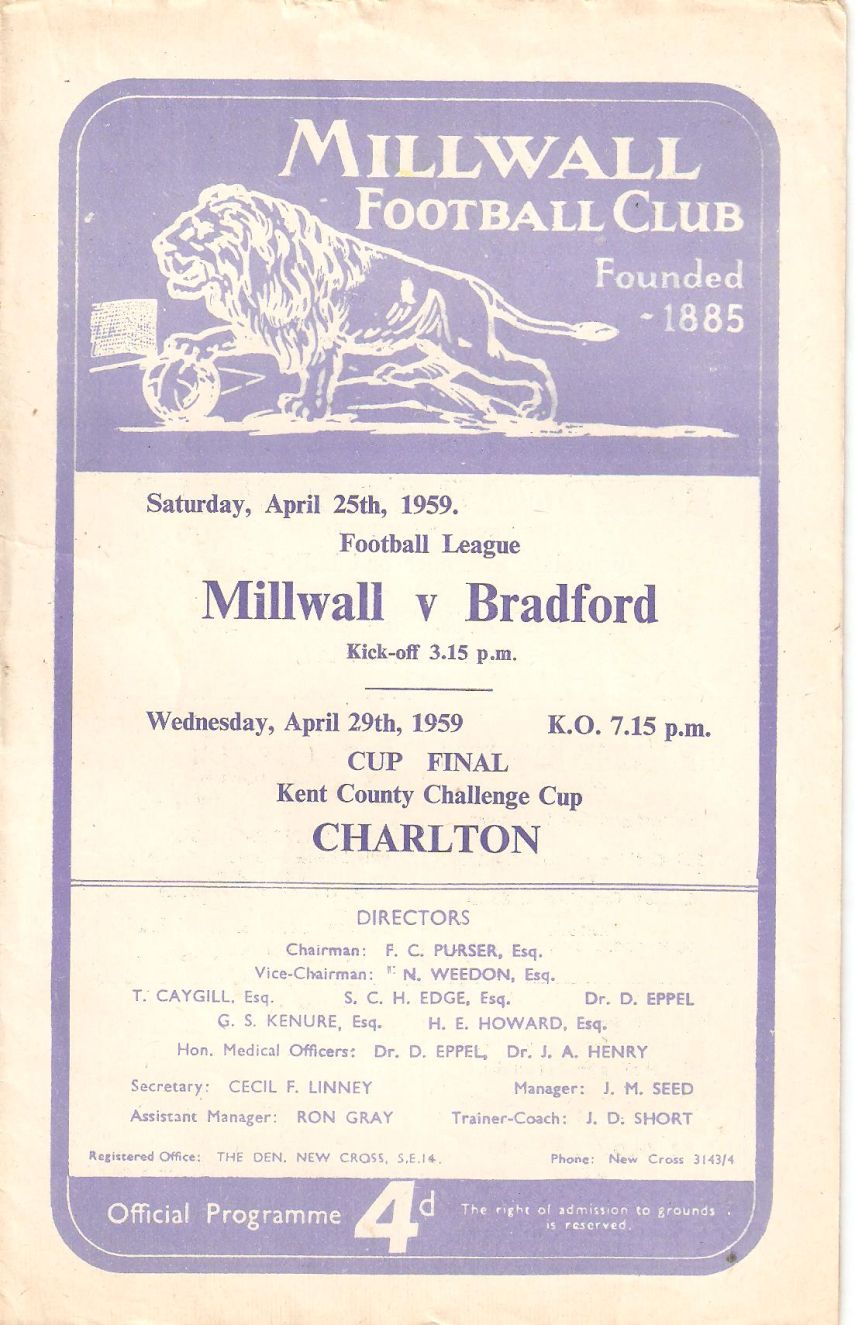 MILLWALL
FOOTBALL CLUB
Founded
- 1885
Saturday, April 25th, 1959.
Football League
Millwall v Bradford
Kick-off 3.15 p.m.
Wednesday, April 29th, 1959 K.O. 7.15 p.m.
CUP FINAL
Kent County Challenge Cup
CHARLTON
DIRECTORS
Chairman: F. C. PURSER, Esq.
Vice-Chairman: N. WEEDON, Esq.
T. CAYGILL, Esq. S. C. H. EDGE, Esq. Dr. D. EPPEL
G. S. KENURE, Esq. H. E. HOWARD, Esq.
Hon. Medical Officers: Dr. D. EPPEL, Dr. J. A. HENRY
Secretary: CECIL F. LINNEY Manager: J. M. SEED
Assistant Manager: RON GRAY Trainer-Coach: J. D. SHORT
Registered Office: THE DEN, NEW CROSS, S.E.14. Phone: New Cross 3143/4
Official Programme 4d The right of admission to grounds
is reserved.